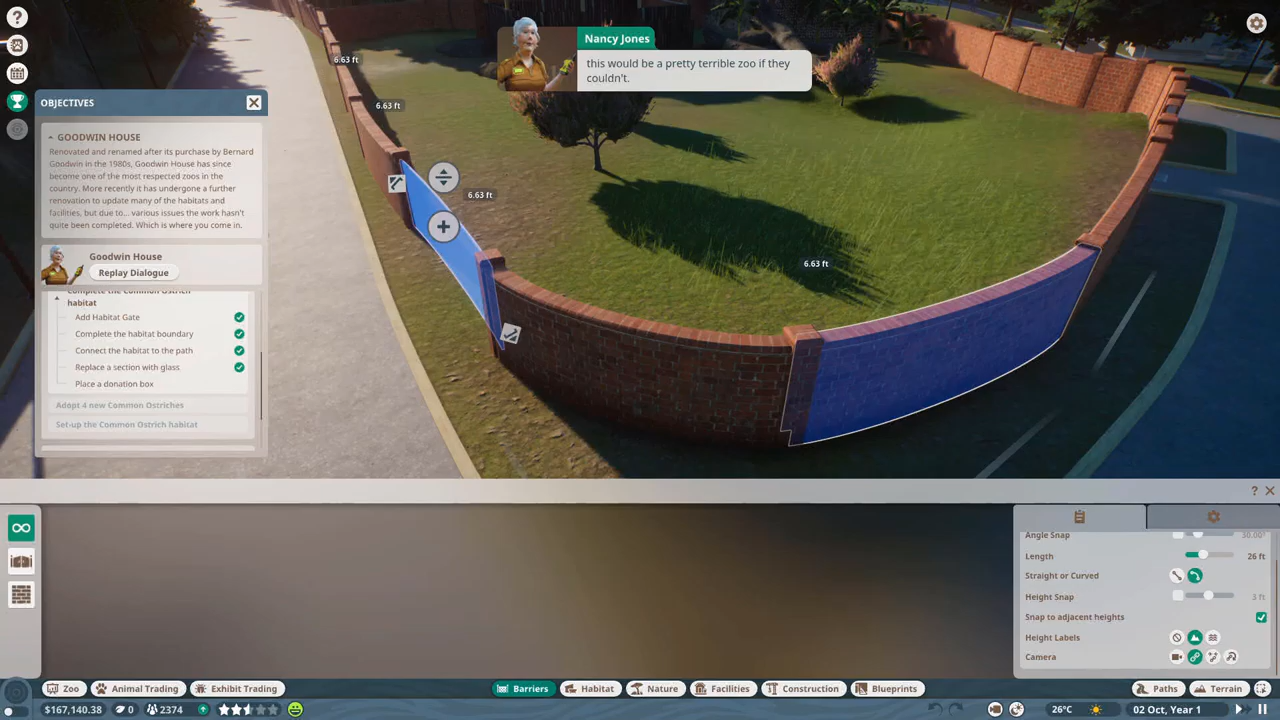 Nancy Jones
this would be a pretty terrible zoo if they
couldn't.
6.63 ft
6.63 ft
6.63 ft
6.63 ft
OBJECTIVES
GOODWIN HOUSE
Renovated and renamed after its purchase by Bernard
Goodwin in the 1980s, Goodwin House has since
become one of the most respected zoos in the
country. More recently it has undergone a further
renovation to update many of the habitats and
facilities, but due to... various issues the work hasn't
quite been completed. Which is where you come in.
Goodwin House
Replay Dialogue
Complete the Common Ostrich
habitat
Add Habitat Gate
Complete the habitat boundary
Connect the habitat to the path
Replace a section with glass
Place a donation box
Adopt 4 new Common Ostriches
Set-up the Common Ostrich habitat
?
Angle Snap 30.00°
Length 26 ft
Straight or Curved
Height Snap 3 ft
Snap to adjacent heights
Height Labels
Camera
Zoo Animal Trading Exhibit Trading Barriers Habitat Nature Facilities Construction Blueprints Paths Terrain
$167,140.38 0 2374 26°C 02 Oct, Year 1